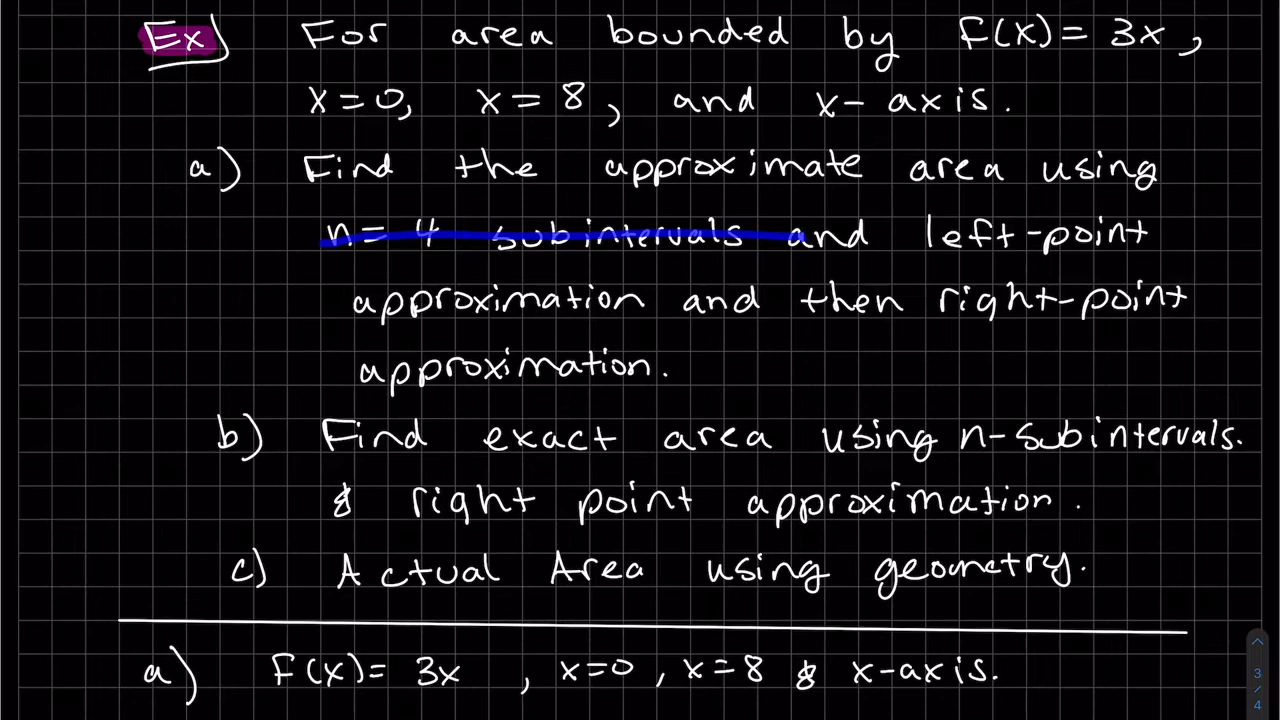 Ex) For area bounded by F(x) = 3x,
x=0, x=8, and x-axis.
a) Find the approximate area using
n=4 subintervals and left-point
approximation and then right-point
approximation.
b) Find exact area using n-subintervals.
& right point approximation.
c) Actual Area using geometry.
a) F(x)= 3x, x=0, x=8 & x-axis.
3
/
4